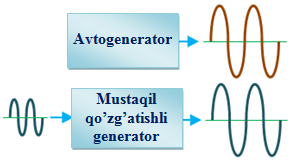 Avtogenerator
Mustaqil
qo’zg’atishli
generator